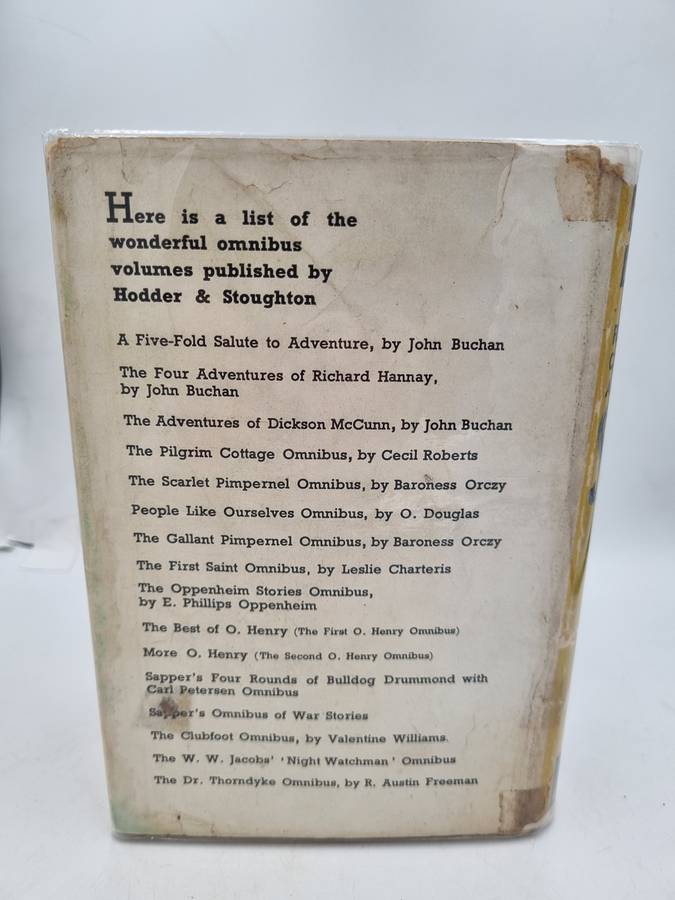 Here is a list of the
wonderful omnibus
volumes published by
Hodder & Stoughton
A Five-Fold Salute to Adventure, by John Buchan
The Four Adventures of Richard Hannay,
by John Buchan
The Adventures of Dickson McCunn, by John Buchan
The Pilgrim Cottage Omnibus, by Cecil Roberts
The Scarlet Pimpernel Omnibus, by Baroness Orczy
People Like Ourselves Omnibus, by O. Douglas
The Gallant Pimpernel Omnibus, by Baroness Orczy
The First Saint Omnibus, by Leslie Charteris
The Oppenheim Stories Omnibus,
by E. Phillips Oppenheim
The Best of O. Henry (The First O. Henry Omnibus)
More O. Henry (The Second O. Henry Omnibus)
Sapper's Four Rounds of Bulldog Drummond with
Carl Petersen Omnibus
Sapper's Omnibus of War Stories
The Clubfoot Omnibus, by Valentine Williams.
The W. W. Jacobs' 'Night Watchman' Omnibus
The Dr. Thorndyke Omnibus, by R. Austin Freeman